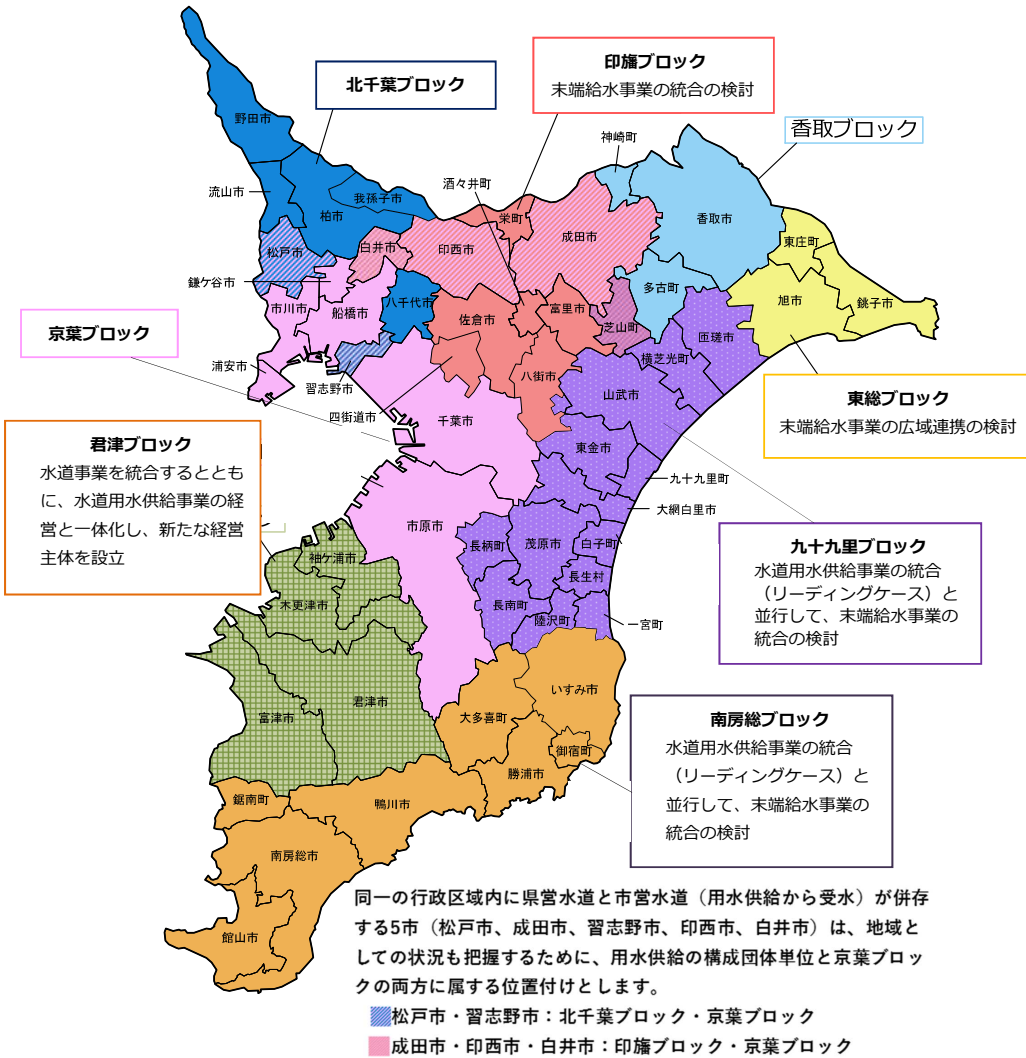 北千葉ブロック
印旛ブロック
末端給水事業の統合の検討
香取ブロック
野田市
流山市
柏市
我孫子市
松戸市
白井市
鎌ケ谷市
市川市
船橋市
八千代市
浦安市
習志野市
四街道市
千葉市
酒々井町
栄町
印西市
成田市
神崎町
香取市
東庄町
旭市
銚子市
多古町
匝瑳市
芝山町
横芝光町
富里市
佐倉市
八街市
山武市
東金市
九十九里町
大網白里市
京葉ブロック
東総ブロック
末端給水事業の広域連携の検討
君津ブロック
水道事業を統合するととも
に、水道用水供給事業の経
営と一体化し、新たな経営
主体を設立
市原市
長柄町
茂原市
白子町
長生村
長南町
睦沢町
一宮町
九十九里ブロック
水道用水供給事業の統合
（リーディングケース）と
並行して、末端給水事業の
統合の検討
袖ケ浦市
木更津市
君津市
富津市
いすみ市
大多喜町
御宿町
勝浦市
鴨川市
鋸南町
南房総市
館山市
南房総ブロック
水道用水供給事業の統合
（リーディングケース）と
並行して、末端給水事業の
統合の検討
同一の行政区域内に県営水道と市営水道（用水供給から受水）が併存
する5市（松戸市、成田市、習志野市、印西市、白井市）は、地域と
しての状況も把握するために、用水供給の構成団体単位と京葉ブロッ
クの両方に属する位置付けとします。
松戸市・習志野市：北千葉ブロック・京葉ブロック
成田市・印西市・白井市：印旛ブロック・京葉ブロック